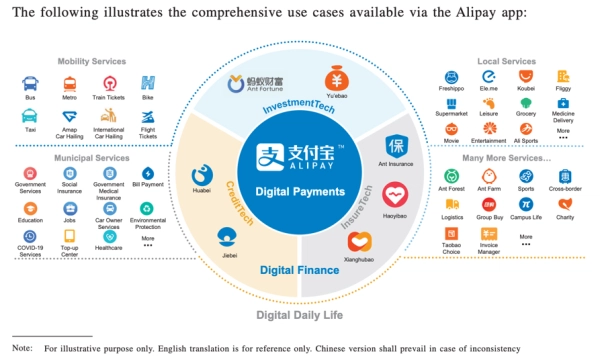 The following illustrates the comprehensive use cases available via the Alipay app:
Mobility Services
Bus
Metro
Train Tickets
Bike
Taxi
Amap
Car Hailing
International
Car Hailing
Flight
Tickets
Municipal Services
Government
Services
Social
Insurance
Government
Medical
Insurance
Bill Payment
Education
Jobs
Car Owner
Services
Environmental
Protection
COVID-19
Services
Top-up
Center
Healthcare
More
...
蚂蚁财富
Ant Fortune
Yu'ebao
InvestmentTech
支
支付宝 TM
ALIPAY
Digital Payments
CreditTech
Huabei
Jiebei
InsureTech
保
Ant Insurance
Haoyibao
Xianghubao
Digital Finance
Digital Daily Life
Local Services
Freshippo
Ele.me
Koubei
Fliggy
Supermarket
Leisure
Grocery
Medicine
Delivery
Movie
Entertainment
Ali Sports
More
...
Many More Services...
Ant Forest
Ant Farm
Sports
Cross-border
Logistics
Group Buy
Campus Life
Charity
Taobao
Choice
Invoice
Manager
More
...
Note: For illustrative purpose only. English translation is for reference only. Chinese version shall prevail in case of inconsistency